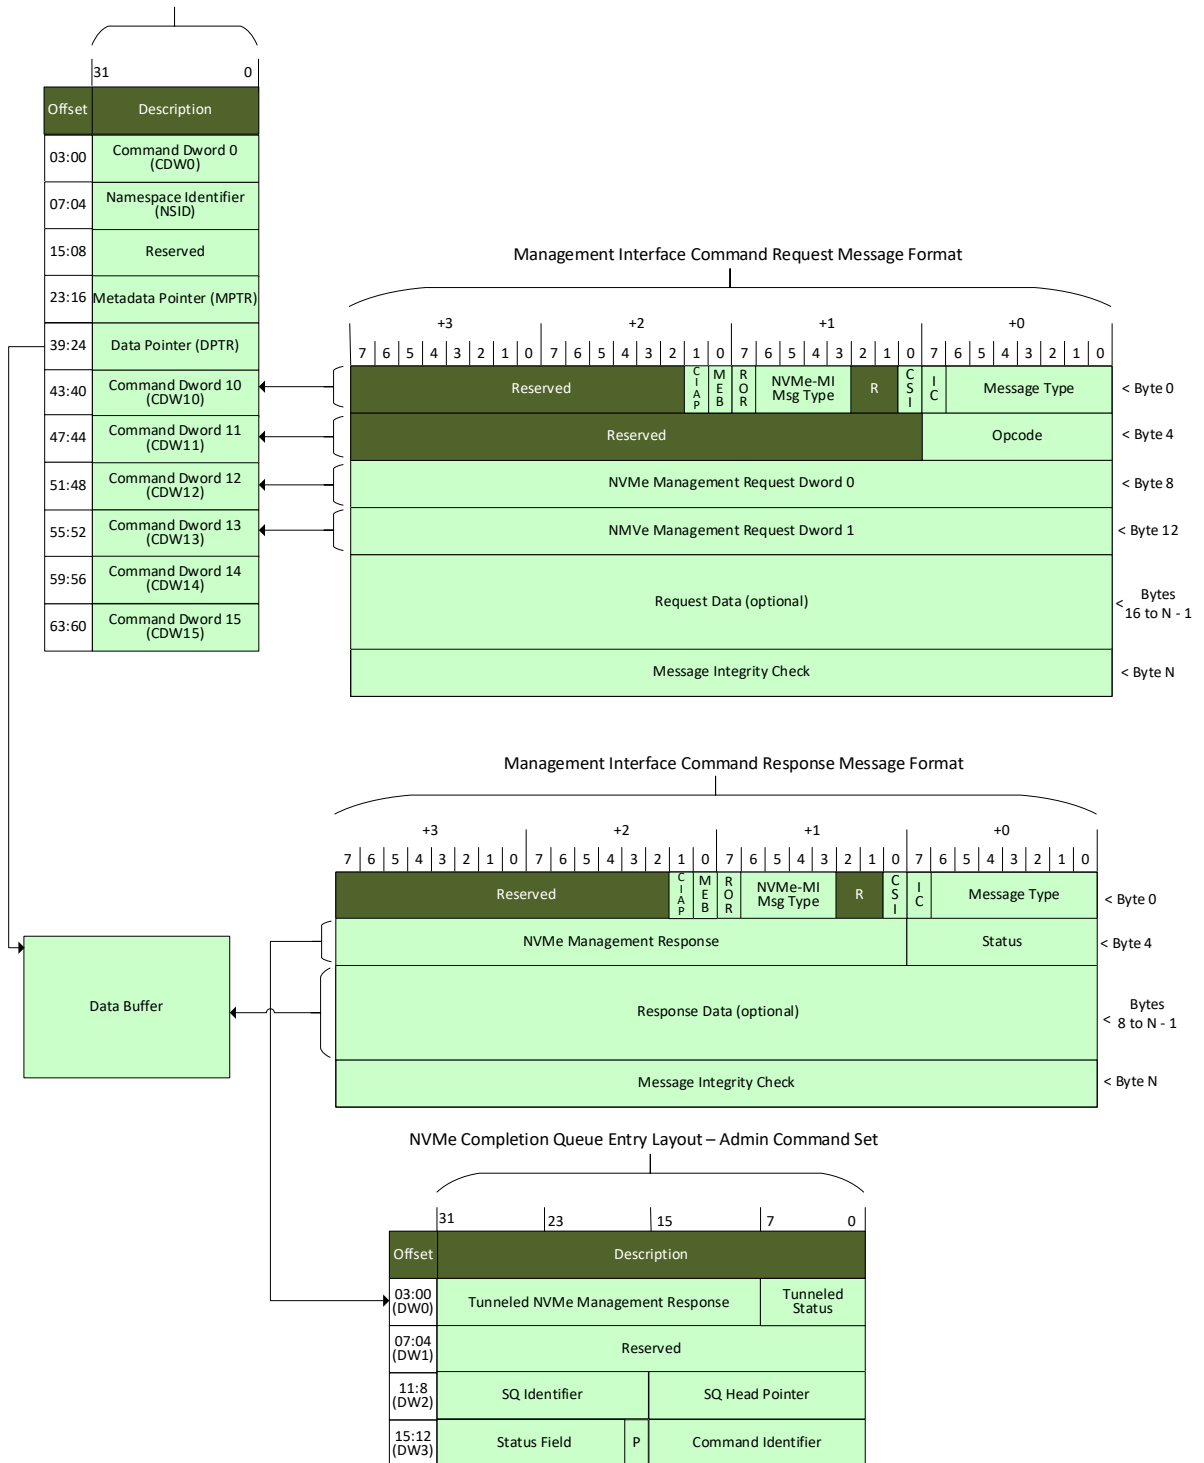 31 0
Offset Description
03:00 Command Dword 0
(CDW0)
07:04 Namespace Identifier
(NSID)
15:08 Reserved
23:16 Metadata Pointer (MPTR)
39:24 Data Pointer (DPTR)
43:40 Command Dword 10
(CDW10)
47:44 Command Dword 11
(CDW11)
51:48 Command Dword 12
(CDW12)
55:52 Command Dword 13
(CDW13)
59:56 Command Dword 14
(CDW14)
63:60 Command Dword 15
(CDW15)
Management Interface Command Request Message Format
+3 +2 +1 +0
7 6 5 4 3 2 1 0 7 6 5 4 3 2 1 0 7 6 5 4 3 2 1 0 7 6 5 4 3 2 1 0
Reserved CIAP MEB ROR NVMe-MI Msg Type R CSI IC Message Type < Byte 0
Reserved Opcode < Byte 4
NVMe Management Request Dword 0 < Byte 8
NMVe Management Request Dword 1 < Byte 12
Request Data (optional) < Bytes
16 to N - 1
Message Integrity Check < Byte N
Management Interface Command Response Message Format
+3 +2 +1 +0
7 6 5 4 3 2 1 0 7 6 5 4 3 2 1 0 7 6 5 4 3 2 1 0 7 6 5 4 3 2 1 0
Reserved CIAP MEB ROR NVMe-MI Msg Type R CSI IC Message Type < Byte 0
NVMe Management Response Status < Byte 4
Data Buffer
Response Data (optional) < Bytes
8 to N - 1
Message Integrity Check < Byte N
NVMe Completion Queue Entry Layout – Admin Command Set
31 23 15 7 0
Offset Description
03:00 (DW0) Tunneled NVMe Management Response Tunneled Status
07:04 (DW1) Reserved
11:8 (DW2) SQ Identifier SQ Head Pointer
15:12 (DW3) Status Field P Command Identifier